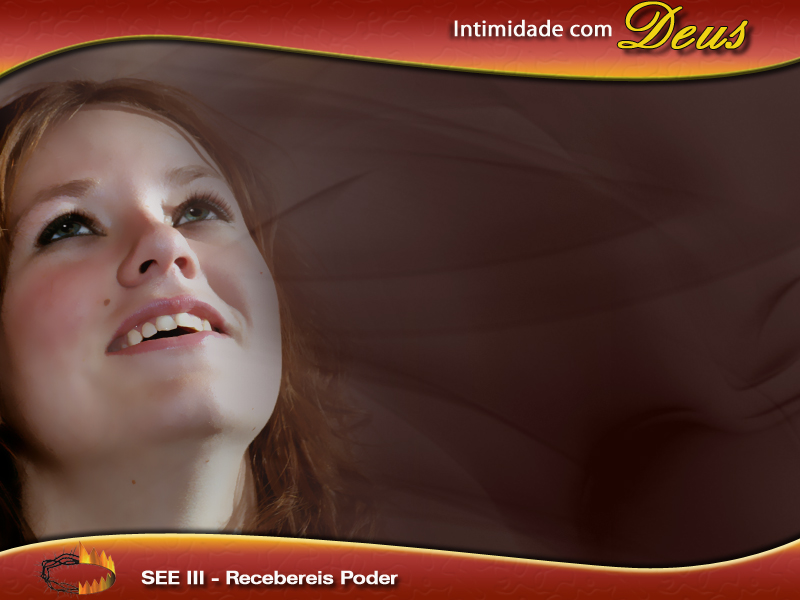 Intimidade com Deus
SEE III - Recebereis Poder